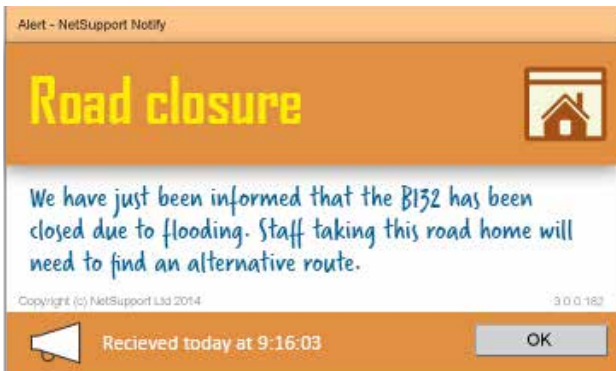 Alert - NetSupport Notify
Road closure
We have just been informed that the B132 has been
closed due to flooding. Staff taking this road home will
need to find an alternative route.
Copyright (c) NetSupport Ltd 2014
3.0.0.182
Recieved today at 9:16:03
OK